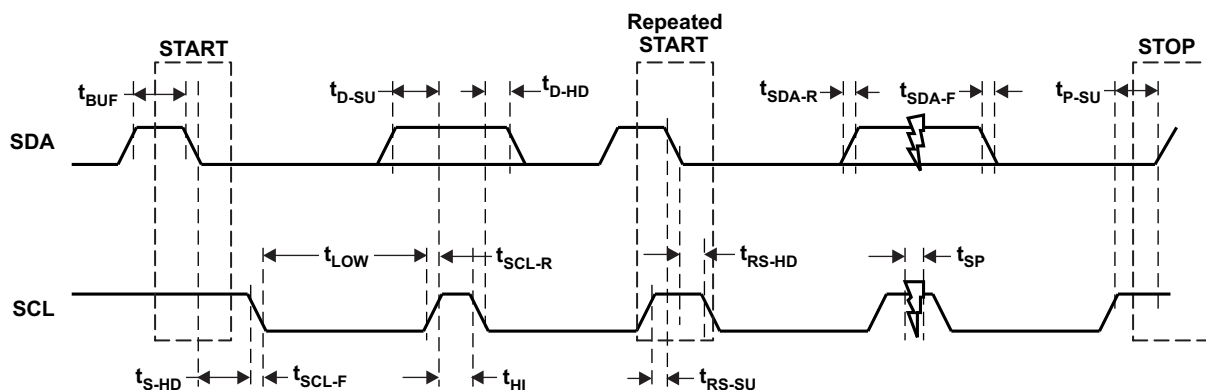 Repeated
START
START
STOP
tBUF
tD-SU
tD-HD
tSDA-R
tSDA-F
tP-SU
SDA
tLOW
tSCL-R
tRS-HD
tSP
SCL
tS-HD
tSCL-F
tHI
tRS-SU